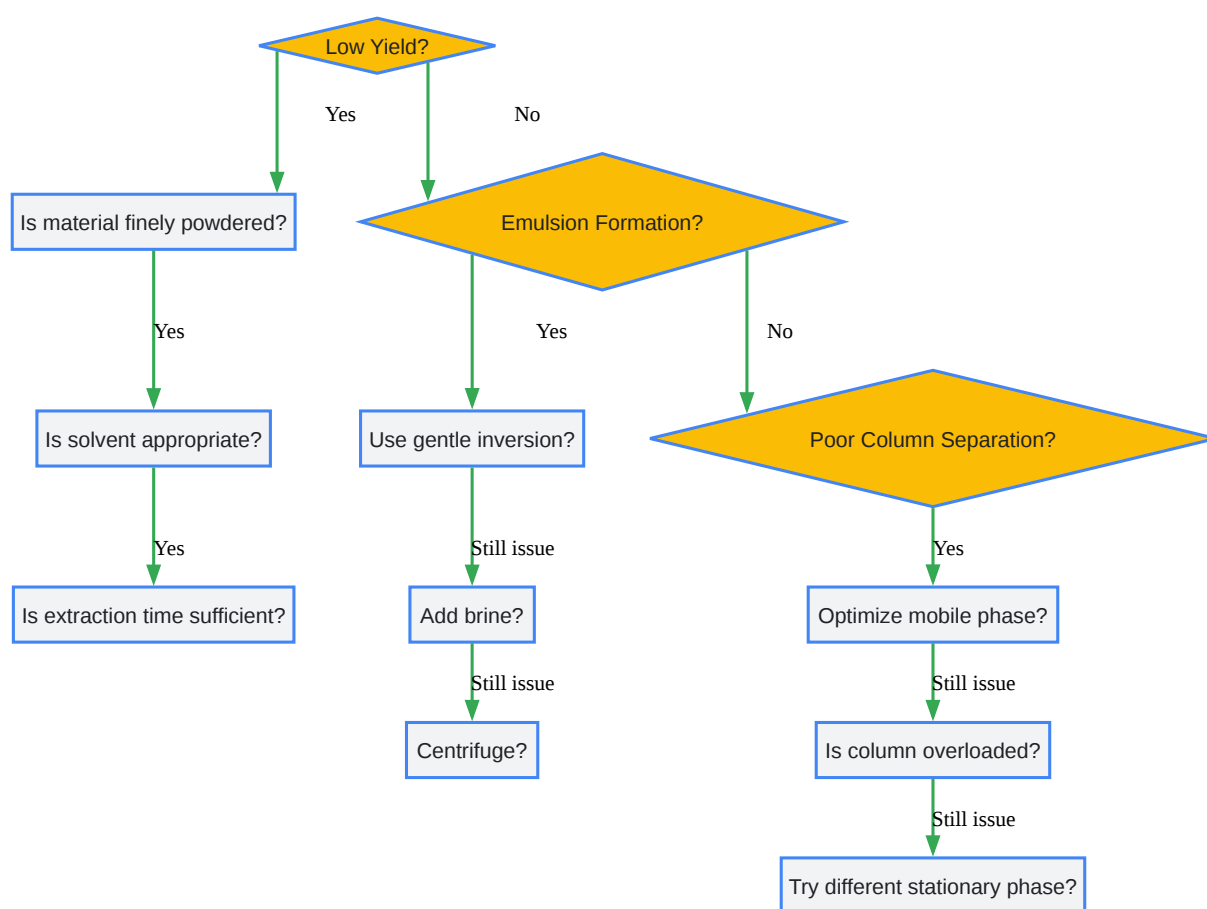 Low Yield?
Yes
No
Is material finely powdered?
Emulsion Formation?
Yes
Yes
No
Is solvent appropriate?
Use gentle inversion?
Poor Column Separation?
Yes
Still issue
Yes
Is extraction time sufficient?
Add brine?
Optimize mobile phase?
Still issue
Still issue
Centrifuge?
Is column overloaded?
Still issue
Try different stationary phase?